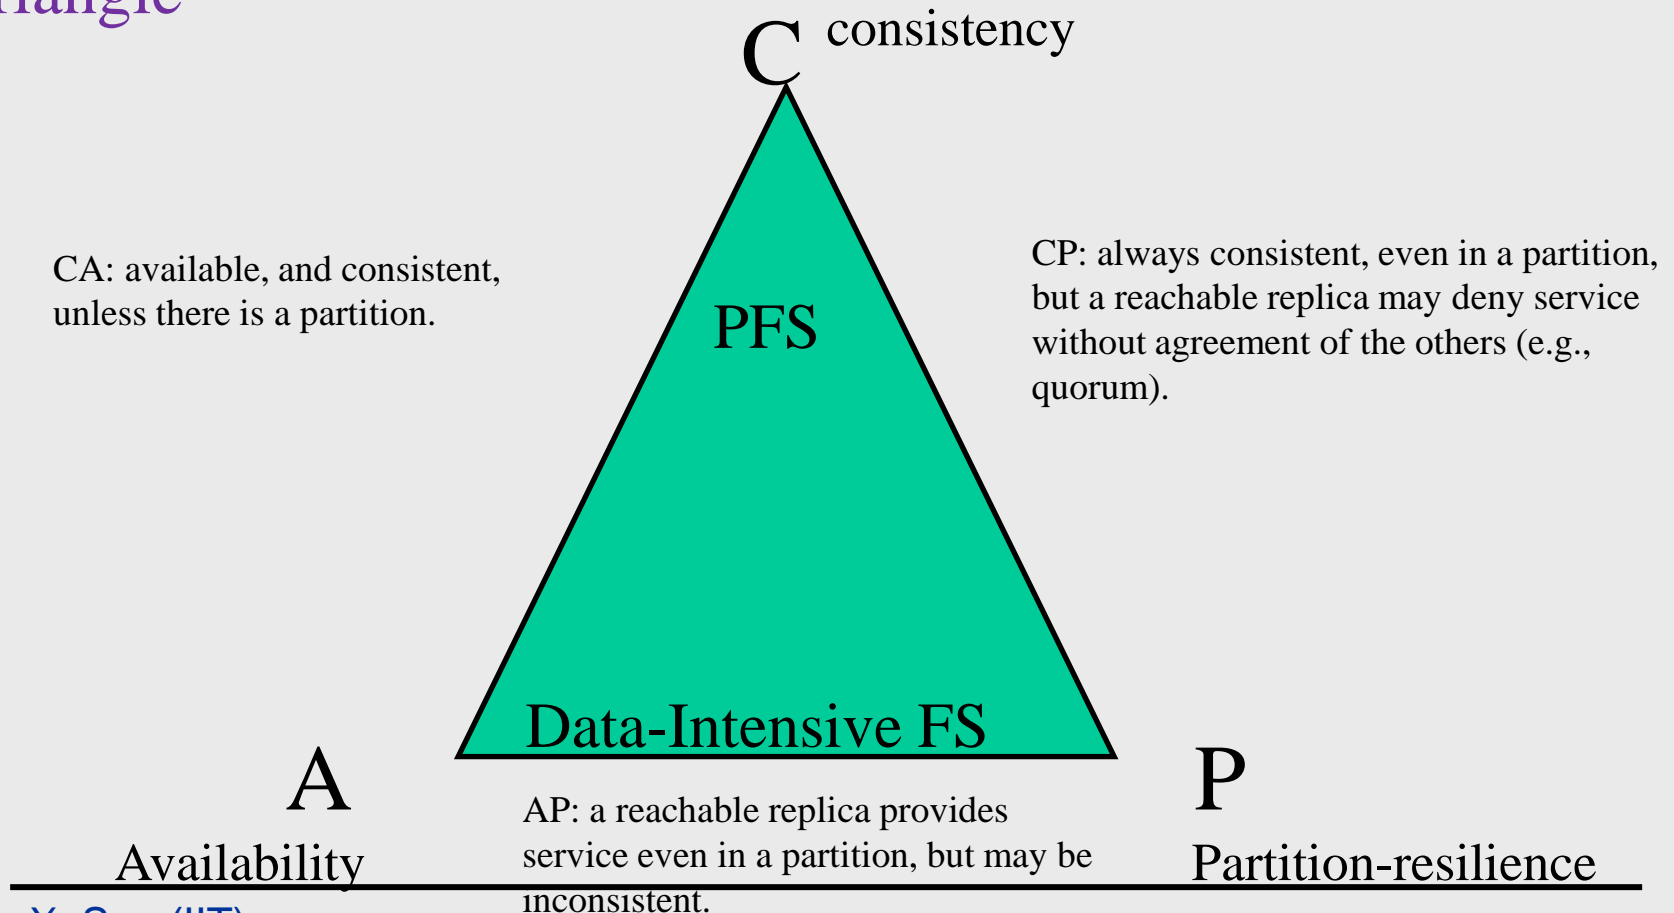 C consistency
CA: available, and consistent,
unless there is a partition.
CP: always consistent, even in a partition,
but a reachable replica may deny service
without agreement of the others (e.g.,
quorum).
PFS
Data-Intensive FS
A
Availability
P
Partition-resilience
AP: a reachable replica provides
service even in a partition, but may be
inconsistent.
(IIT)